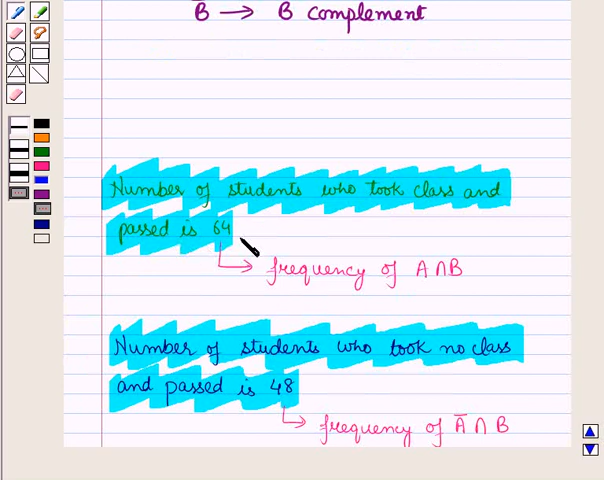 B̅ → B complement
Number of students who took class and
passed is 64
frequency of A∩B
Number of students who took no class
and passed is 48
frequency of A̅∩B